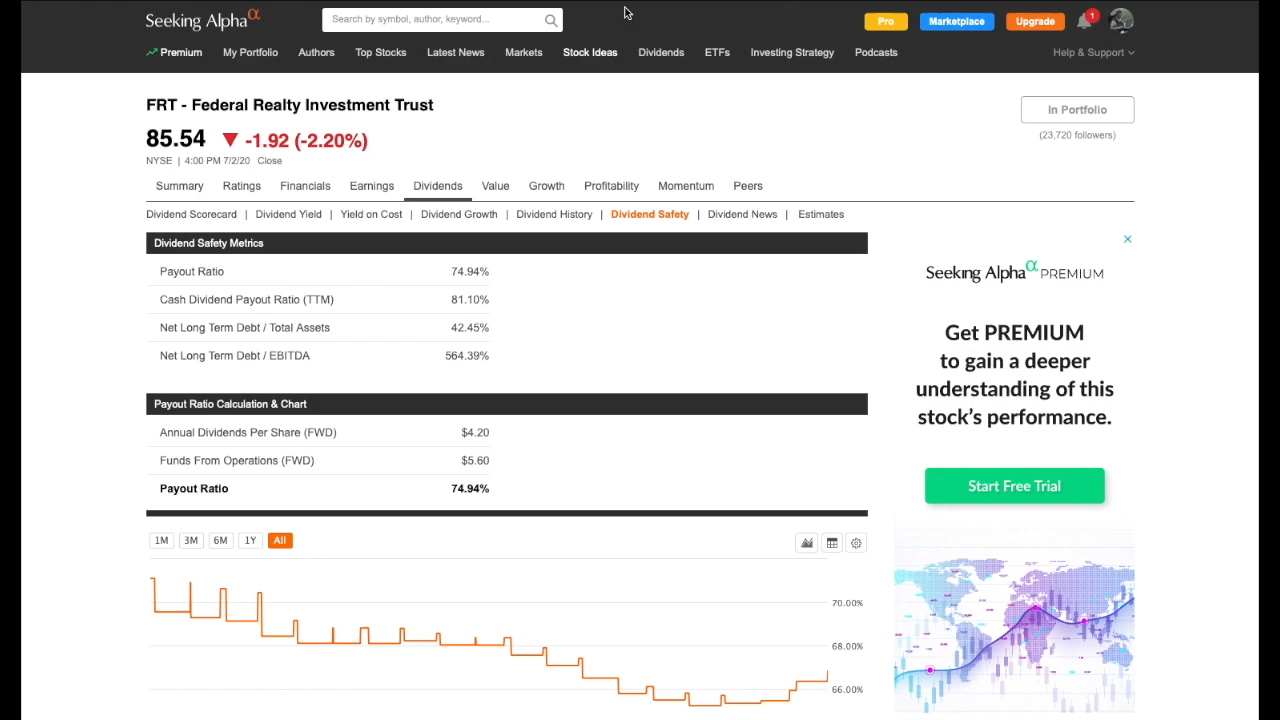 Seeking Alpha α
Search by symbol, author, keyword...
Pro
Marketplace
Upgrade
1
Premium My Portfolio Authors Top Stocks Latest News Markets Stock Ideas Dividends ETFs Investing Strategy Podcasts Help & Support
FRT - Federal Realty Investment Trust
85.54 ▼ -1.92 (-2.20%)
NYSE | 4:00 PM 7/2/20 Close
In Portfolio
(23,720 followers)
Summary Ratings Financials Earnings Dividends Value Growth Profitability Momentum Peers
Dividend Scorecard | Dividend Yield | Yield on Cost | Dividend Growth | Dividend History | Dividend Safety | Dividend News | Estimates
Dividend Safety Metrics
Payout Ratio 74.94%
Cash Dividend Payout Ratio (TTM) 81.10%
Net Long Term Debt / Total Assets 42.45%
Net Long Term Debt / EBITDA 564.39%
Payout Ratio Calculation & Chart
Annual Dividends Per Share (FWD) $4.20
Funds From Operations (FWD) $5.60
Payout Ratio 74.94%
1M 3M 6M 1Y All
70.00%
68.00%
66.00%
Seeking Alpha α PREMIUM
Get PREMIUM
to gain a deeper
understanding of this
stock's performance.
Start Free Trial